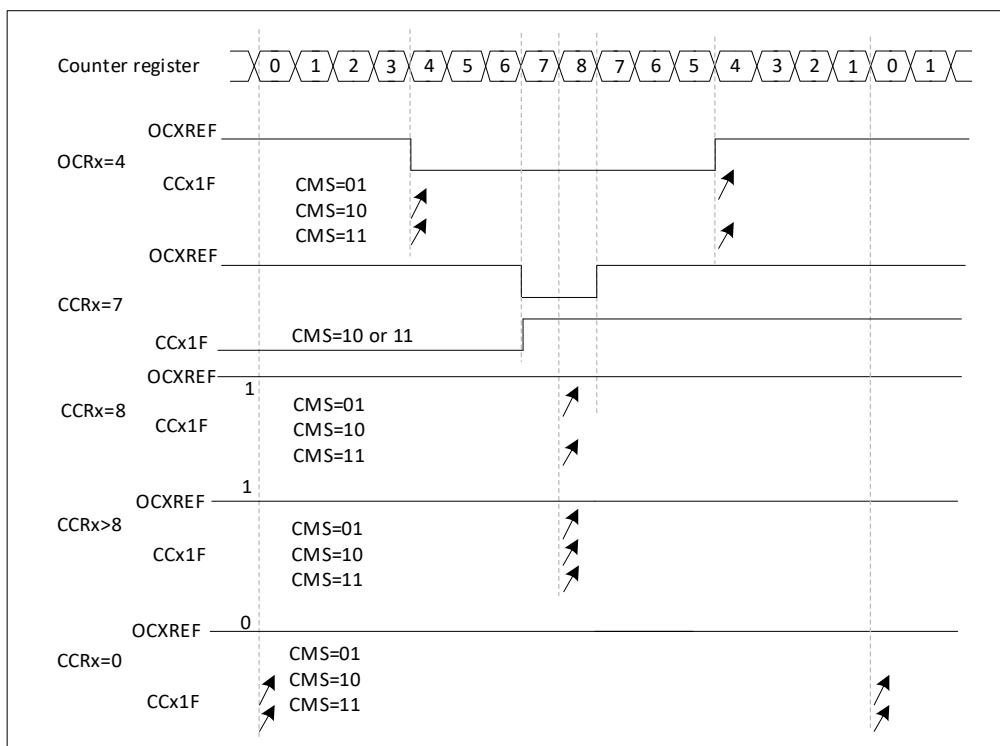 Counter register 0 1 2 3 4 5 6 7 8 7 6 5 4 3 2 1 0 1
OCXREF
OCRx=4
CCx1F CMS=01
CMS=10
CMS=11
OCXREF
CCRx=7
CCx1F CMS=10 or 11
OCXREF 1
CCRx=8 CMS=01
CCx1F CMS=10
CMS=11
OCXREF 1
CCRx>8 CMS=01
CCx1F CMS=10
CMS=11
OCXREF 0
CCRx=0 CMS=01
CMS=10
CCx1F CMS=11